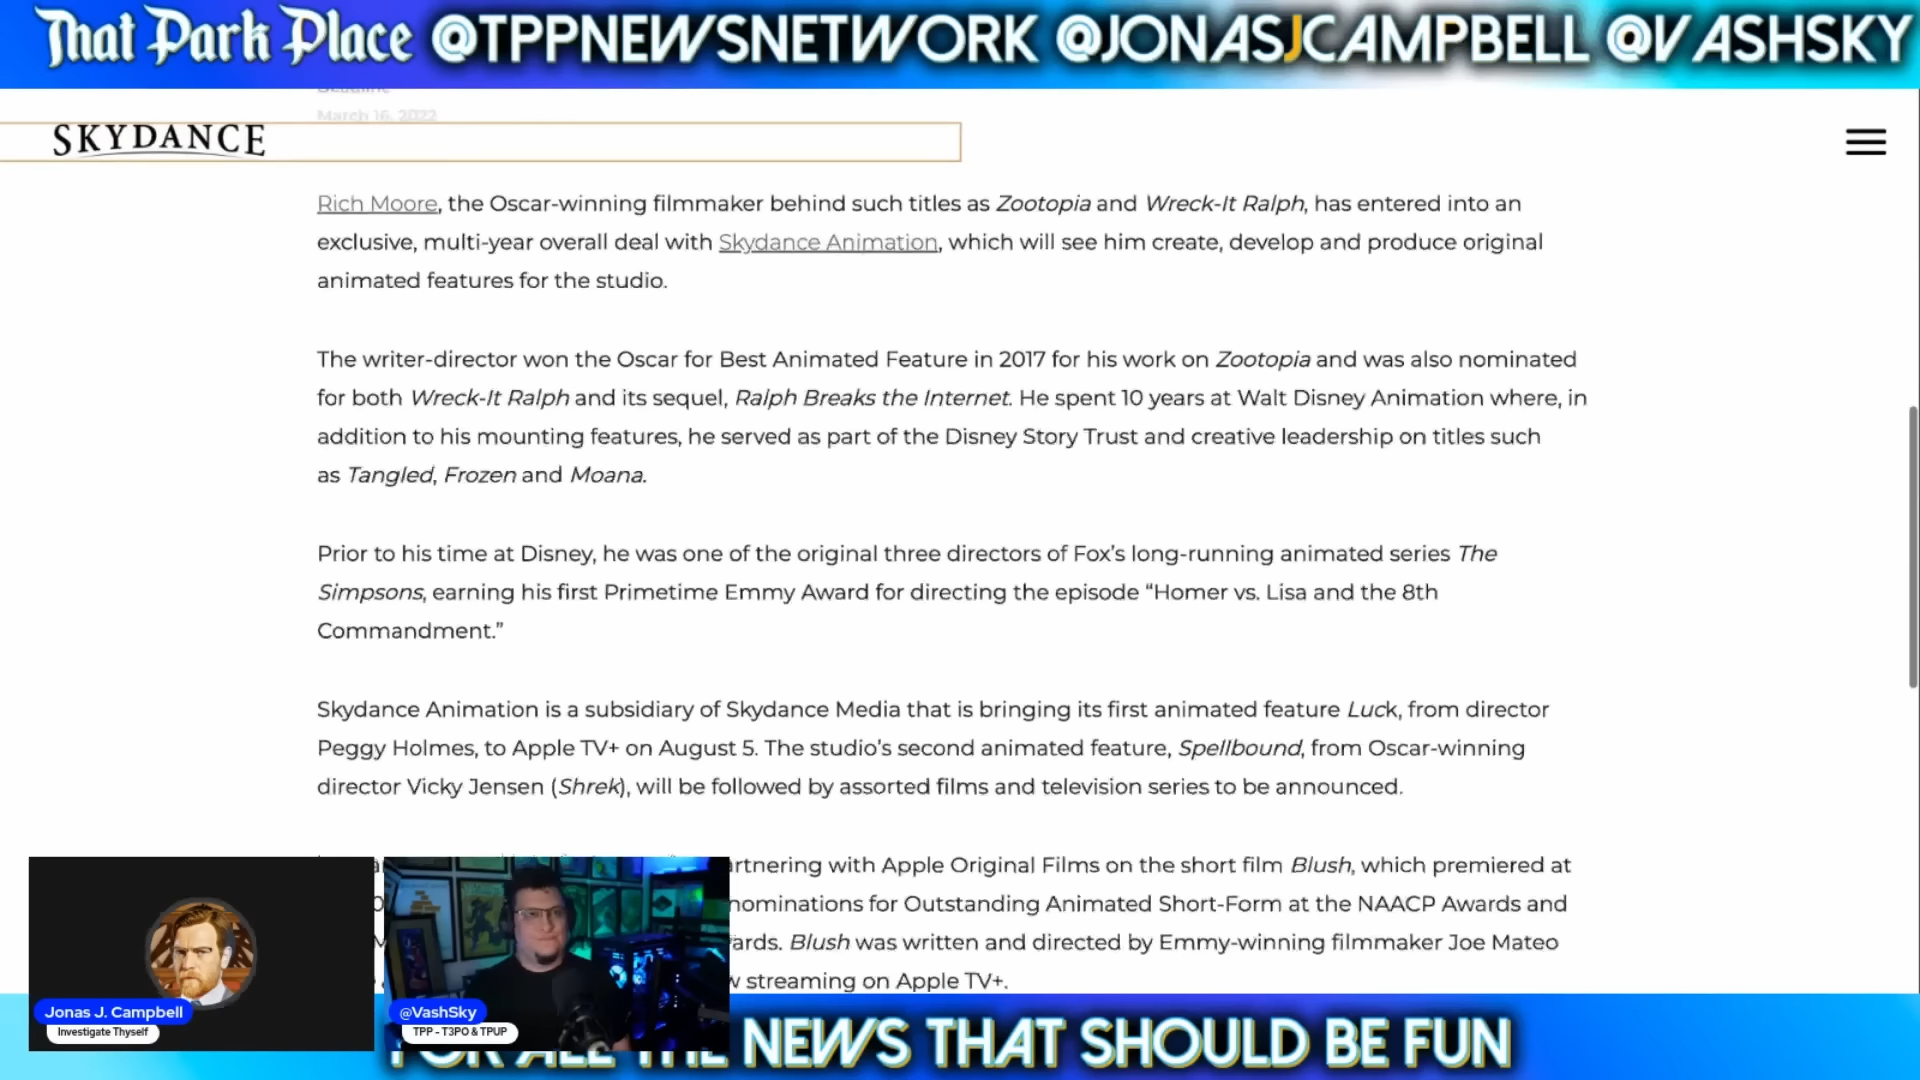 That Park Place @TPPNEWSNETWORK @JONASJCAMPBELL @VASHSKY
Deadline
March 16, 2022
SKYDANCE
Rich Moore, the Oscar-winning filmmaker behind such titles as Zootopia and Wreck-It Ralph, has entered into an
exclusive, multi-year overall deal with Skydance Animation, which will see him create, develop and produce original
animated features for the studio.
The writer-director won the Oscar for Best Animated Feature in 2017 for his work on Zootopia and was also nominated
for both Wreck-It Ralph and its sequel, Ralph Breaks the Internet. He spent 10 years at Walt Disney Animation where, in
addition to his mounting features, he served as part of the Disney Story Trust and creative leadership on titles such
as Tangled, Frozen and Moana.
Prior to his time at Disney, he was one of the original three directors of Fox’s long-running animated series The
Simpsons, earning his first Primetime Emmy Award for directing the episode “Homer vs. Lisa and the 8th
Commandment.”
Skydance Animation is a subsidiary of Skydance Media that is bringing its first animated feature Luck, from director
Peggy Holmes, to Apple TV+ on August 5. The studio’s second animated feature, Spellbound, from Oscar-winning
director Vicky Jensen (Shrek), will be followed by assorted films and television series to be announced.
with Apple Original Films on the short film Blush, which premiered at
nominations for Outstanding Animated Short-Form at the NAACP Awards and
Blush was written and directed by Emmy-winning filmmaker Joe Mateo
streaming on Apple TV+.
Jonas J. Campbell
Investigate Thyself
@VashSky
TPP - T3PO & TPUP
FOR ALL THE NEWS THAT SHOULD BE FUN